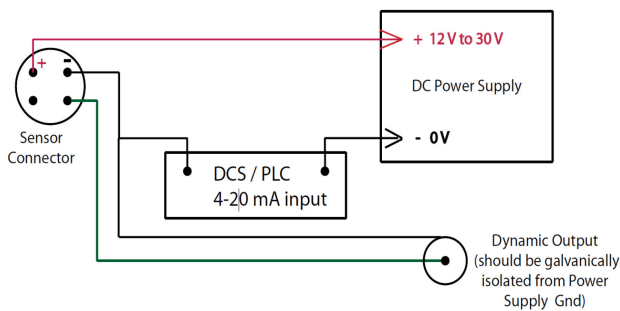 + 12 V to 30 V
+
-
DC Power Supply
Sensor
Connector
- 0V
DCS / PLC
4-20 mA input
Dynamic Output
(should be galvanically
isolated from Power
Supply Gnd)